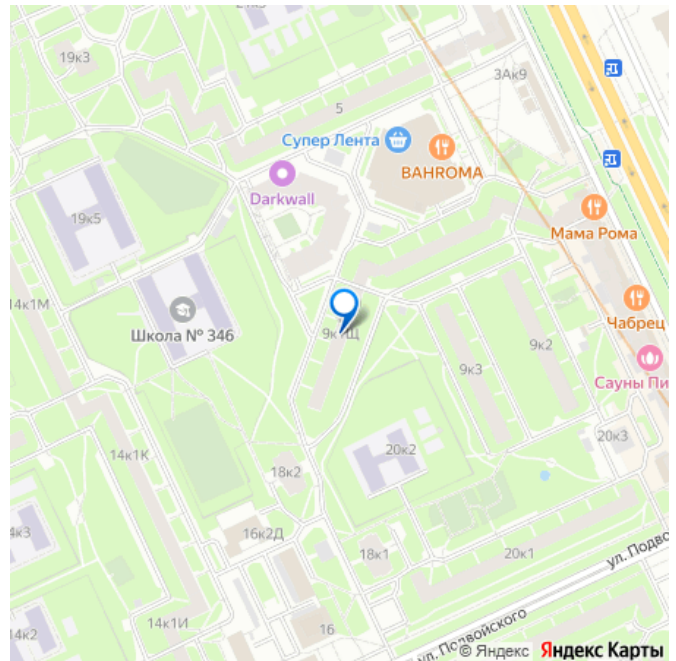 19к3
3Ак9
5
Супер Лента
BAHROMA
Darkwall
19к5
Мама Рома
14к1М
Школа № 346
Чабрец
9к3
9к2
Сауны Пи
20к3
14к1К
20к2
18к2
4к3
16к2Д
18к1
20к1
ул. Подво
14к1И
16
14к2
ул. Подвойского
© Яндекс Яндекс Карты